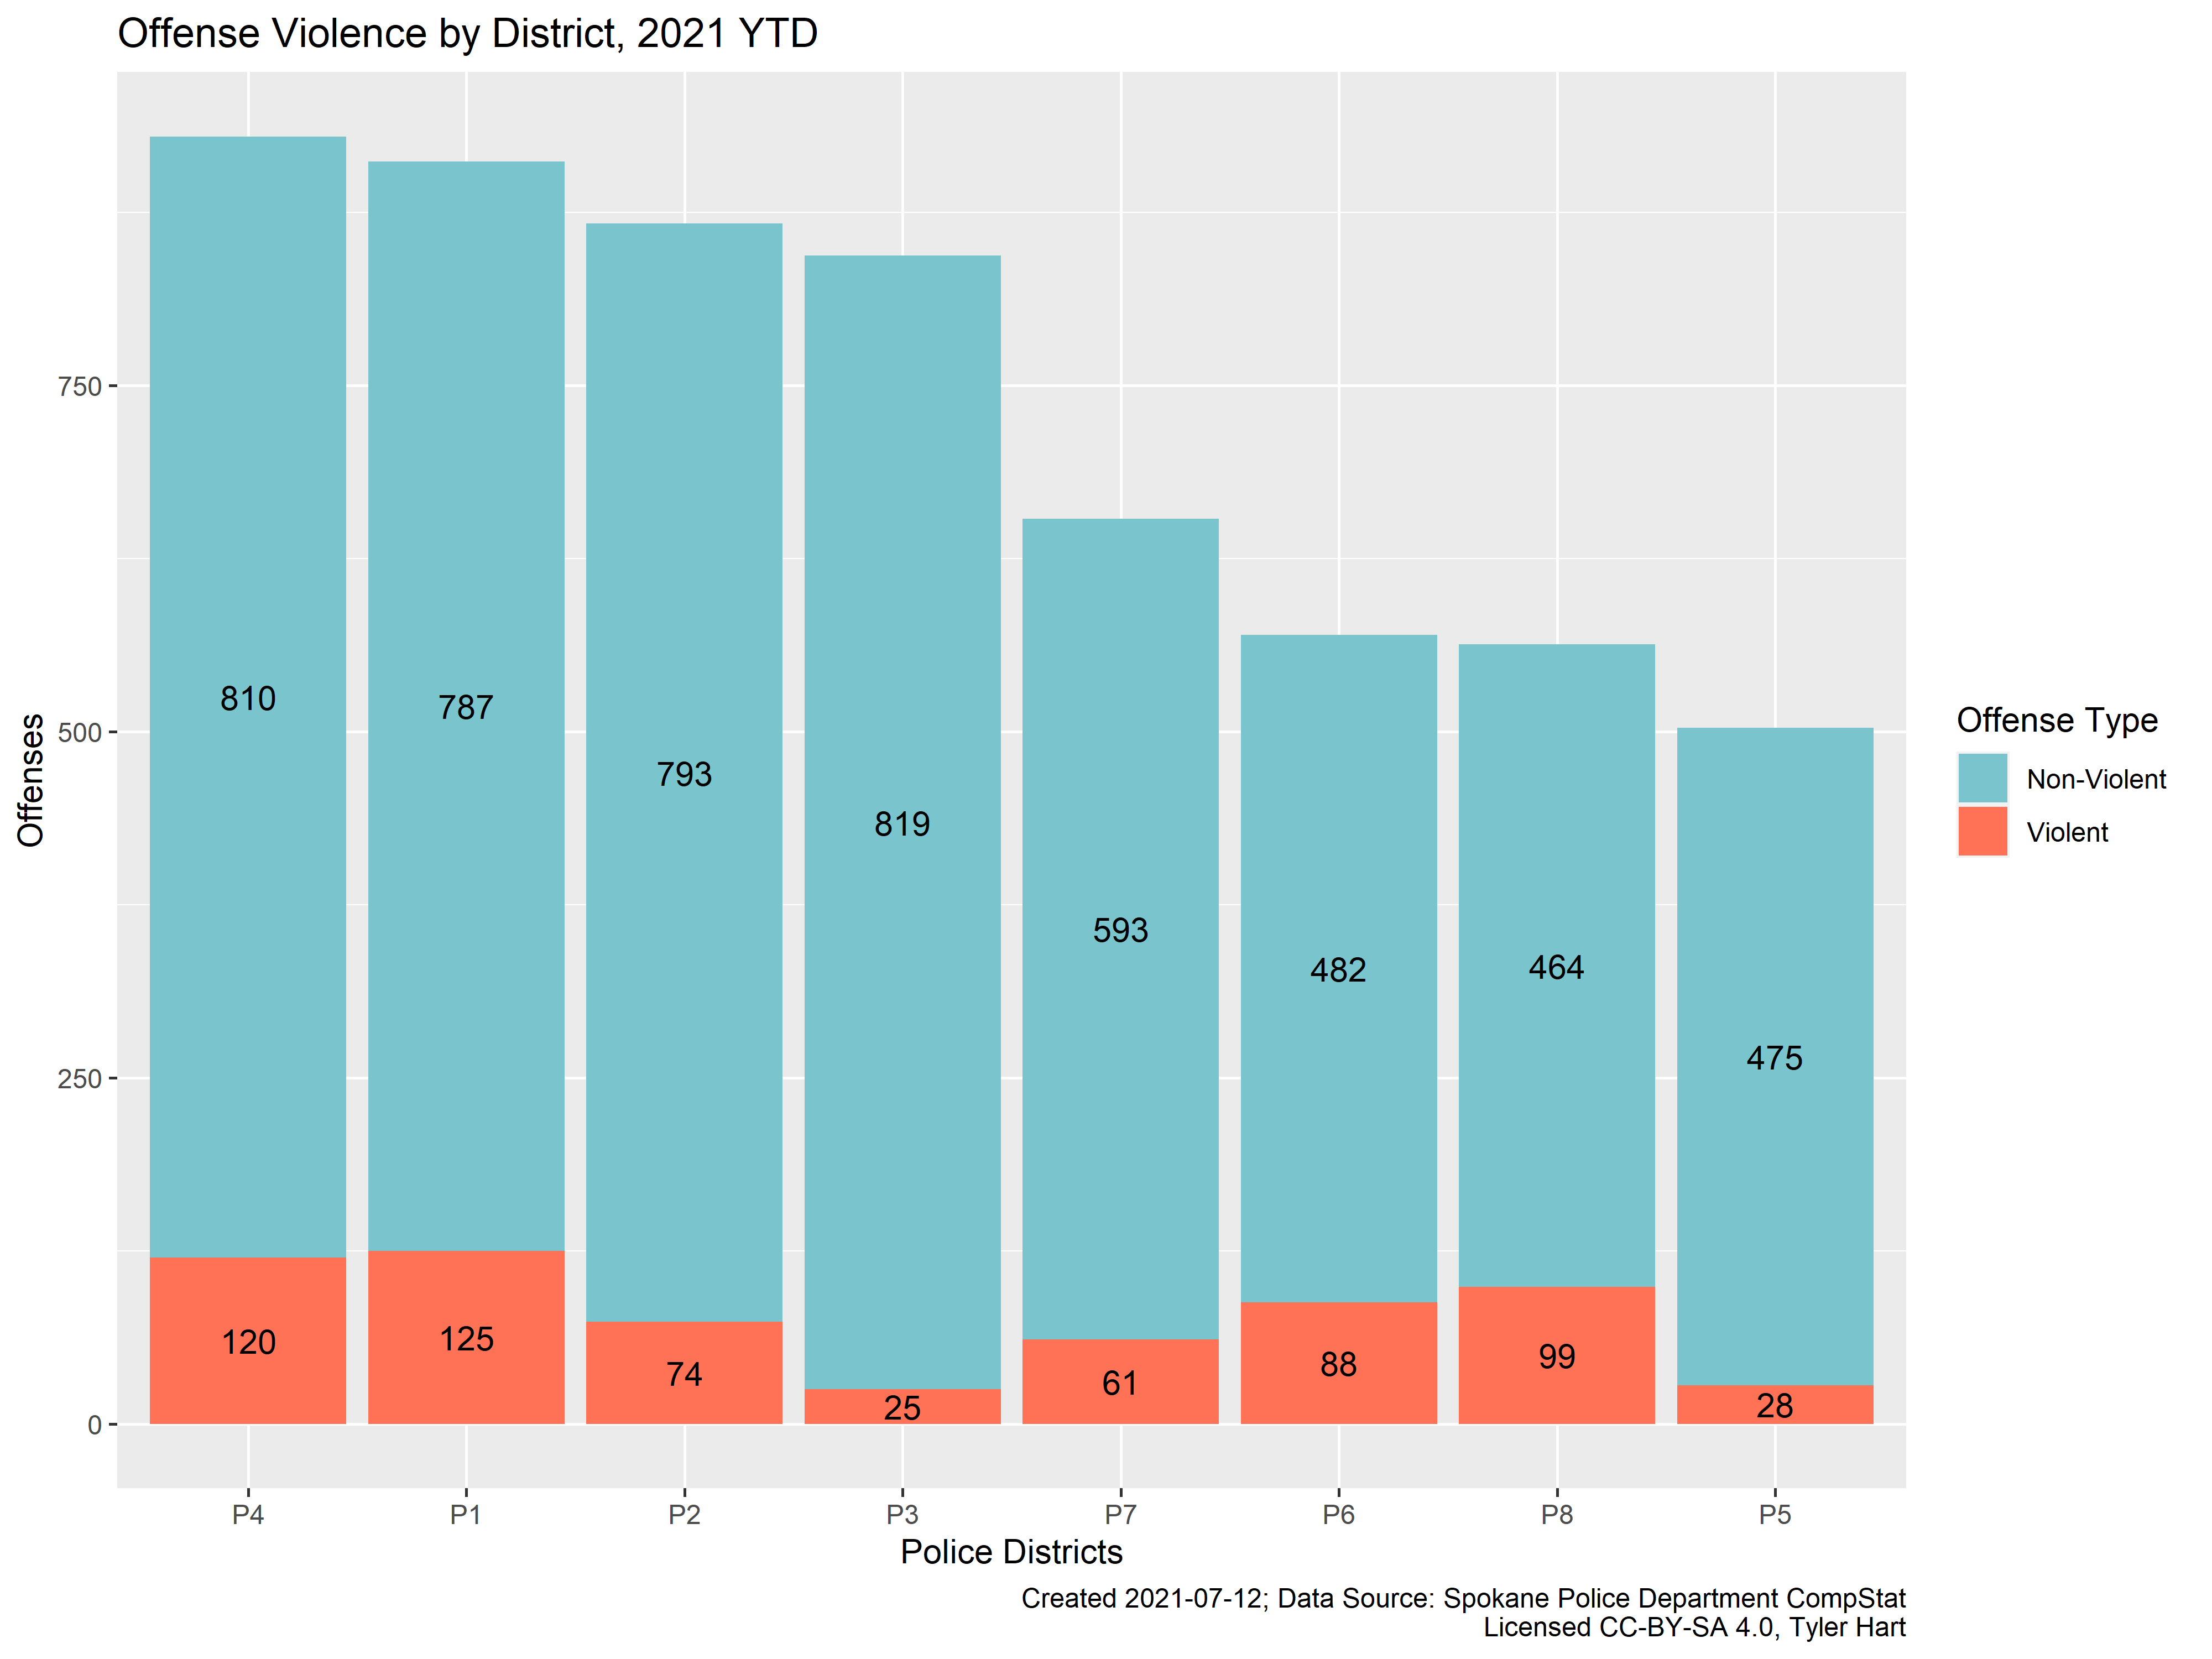 Offense Violence by District, 2021 YTD
Offenses
750
500
250
0
810
787
793
819
593
482
464
475
120
125
74
25
61
88
99
28
P4
P1
P2
P3
P7
P6
P8
P5
Police Districts
Offense Type
Non-Violent
Violent
Created 2021-07-12; Data Source: Spokane Police Department CompStat
Licensed CC-BY-SA 4.0, Tyler Hart